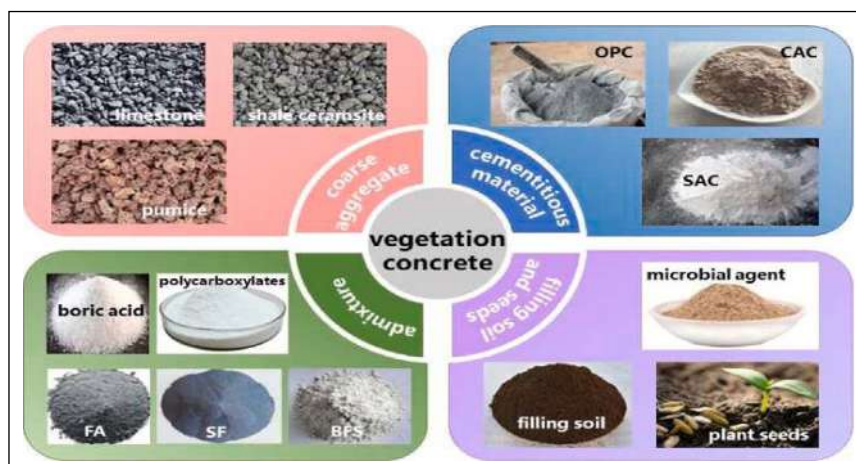 limestone
shale ceramsite
pumice
coarse
aggregate
OPC
CAC
SAC
cementitious
material
vegetation
concrete
boric acid
polycarboxylates
FA
SF
BFS
admixture
filling soil
and seeds
microbial agent
filling soil
plant seeds